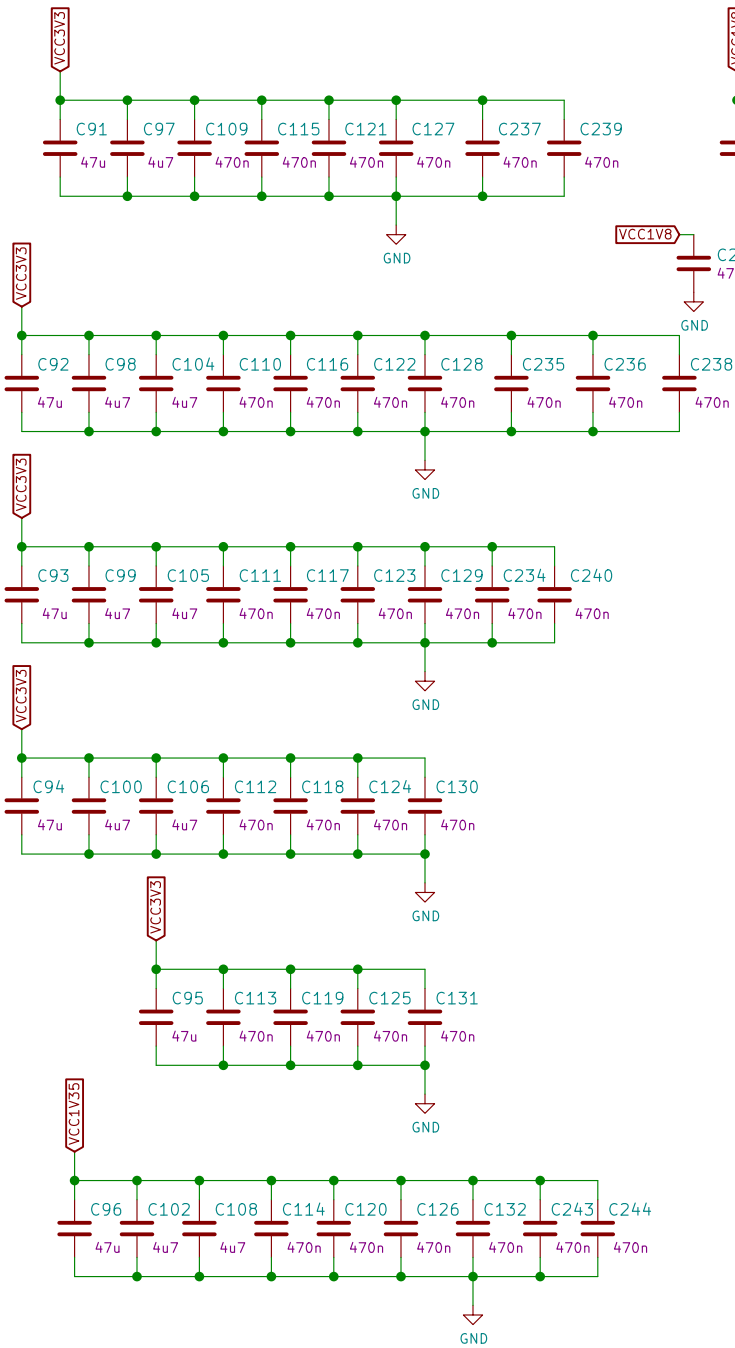 VCC3V3
C91 C97 C109 C115 C121 C127 C237 C239
47u 4u7 470n 470n 470n 470n 470n 470n
GND
VCC1V8
GND
VCC3V3
C92 C98 C104 C110 C116 C122 C128 C235 C236 C238
47u 4u7 4u7 470n 470n 470n 470n 470n 470n 470n
GND
VCC3V3
C93 C99 C105 C111 C117 C123 C129 C234 C240
47u 4u7 4u7 470n 470n 470n 470n 470n 470n
GND
VCC3V3
C94 C100 C106 C112 C118 C124 C130
47u 4u7 4u7 470n 470n 470n 470n
GND
VCC3V3
C95 C113 C119 C125 C131
47u 470n 470n 470n 470n
GND
VCC1V35
C96 C102 C108 C114 C120 C126 C132 C243 C244
47u 4u7 4u7 470n 470n 470n 470n 470n 470n
GND